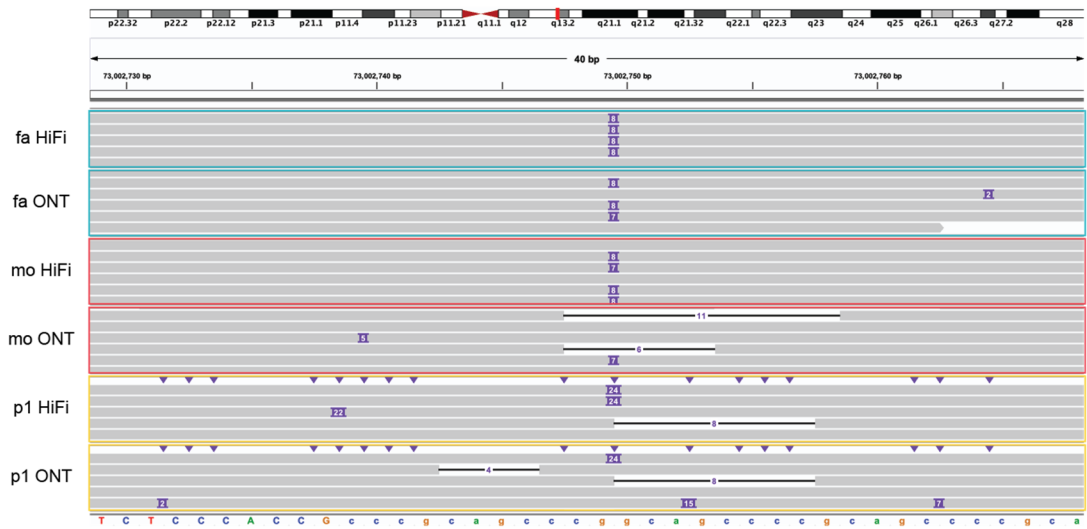 p22.32 p22.2 p22.12 p21.3 p21.1 p11.4 p11.23 p11.21 q11.1 q12 q13.2 q21.1 q21.2 q21.32 q22.1 q22.3 q23 q24 q25 q26.1 q26.3 q27.2 q28
40 bp
73,002,730 bp 73,002,740 bp 73,002,750 bp 73,002,760 bp
fa HiFi
8
8
8
8
fa ONT
8
2
8
7
mo HiFi
8
7
8
8
mo ONT
11
5
6
7
p1 HiFi
24
24
22
8
p1 ONT
24
4
8
2 15 7
T C T C C C A C C G c c c g c a g c c c g g c a g c c c c g c a g c c c c g c a